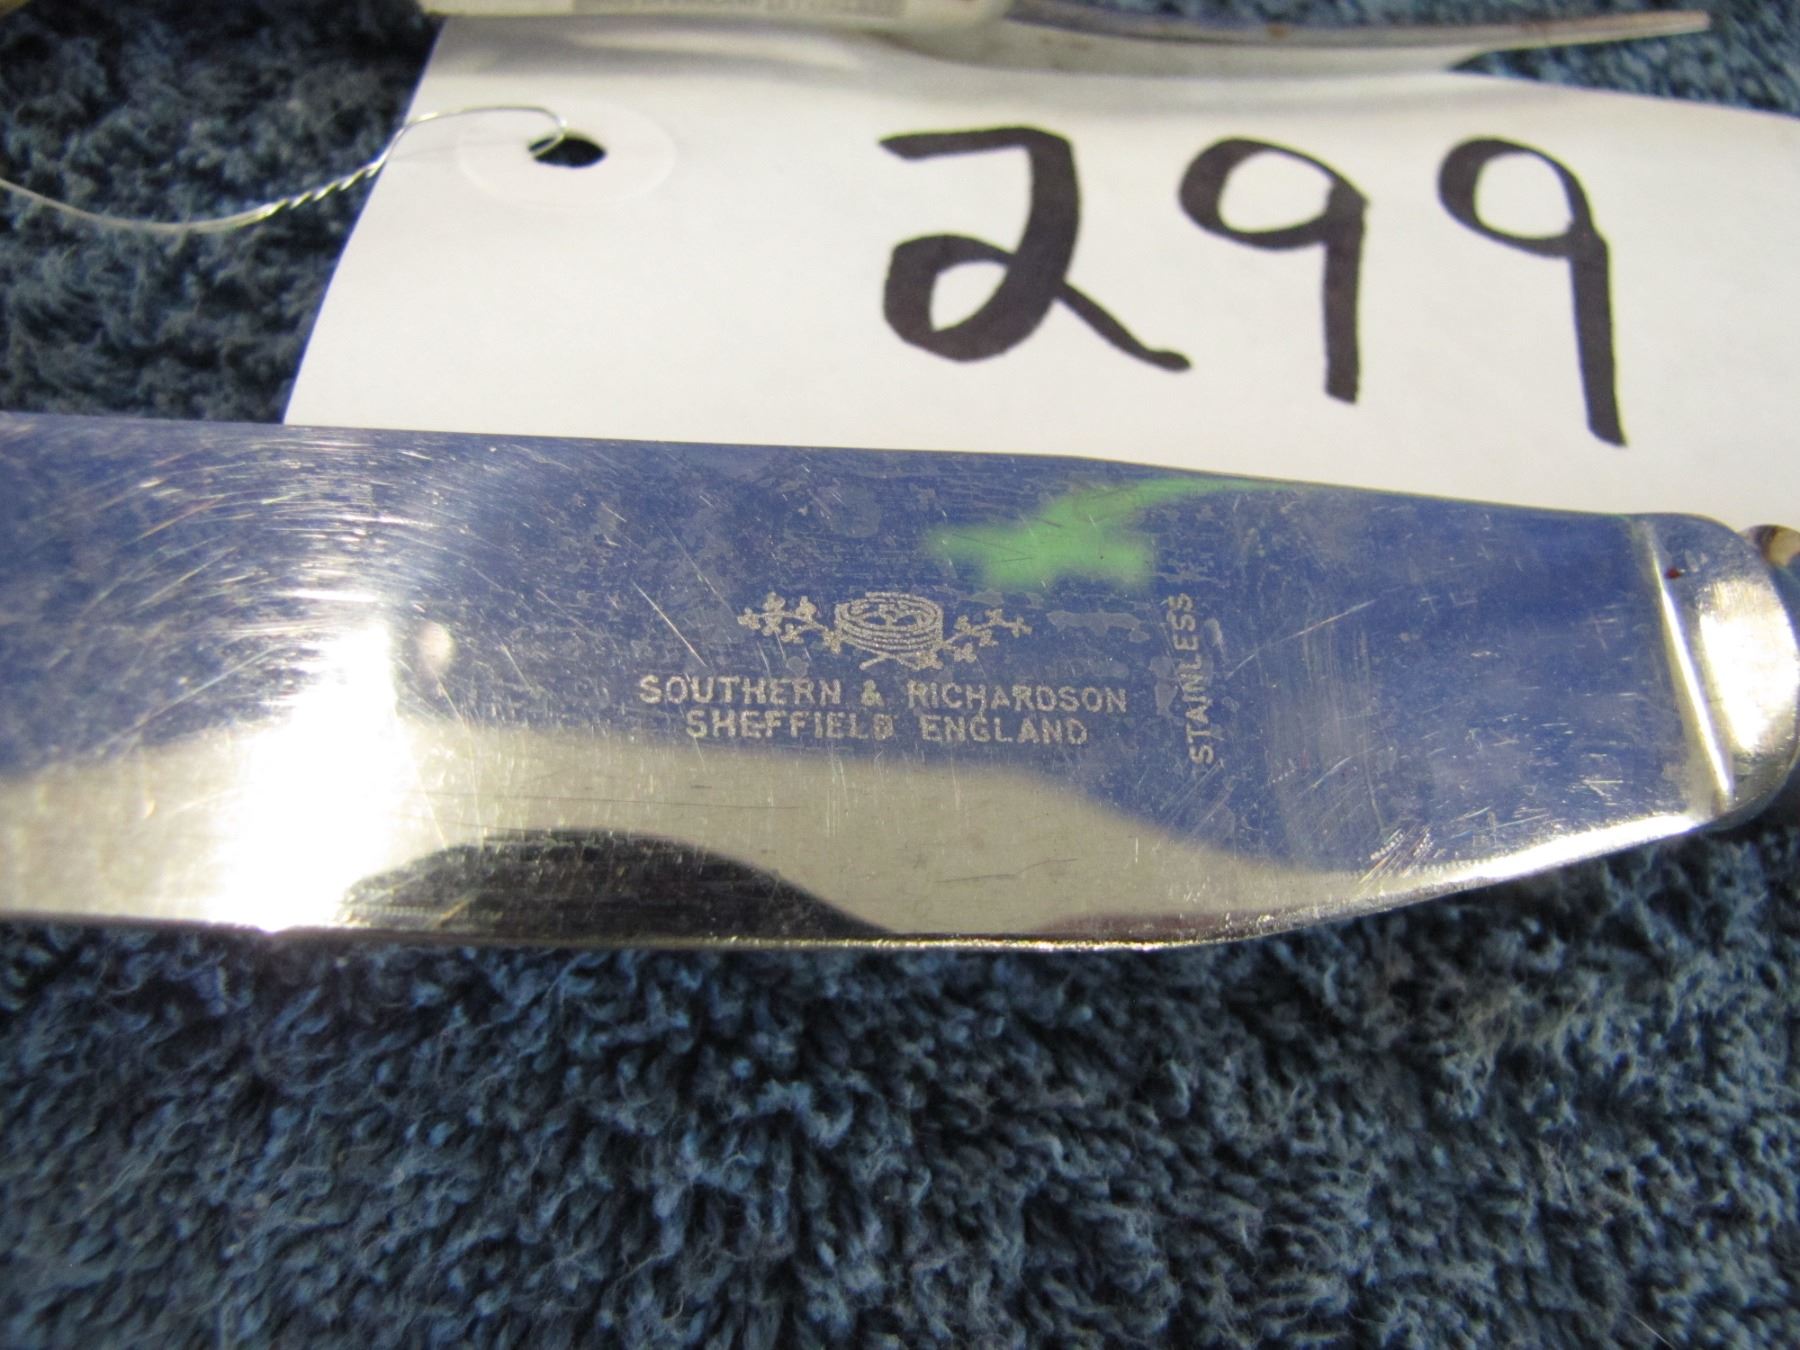 299
SOUTHERN & RICHARDSON
SHEFFIELD ENGLAND
STAINLESS